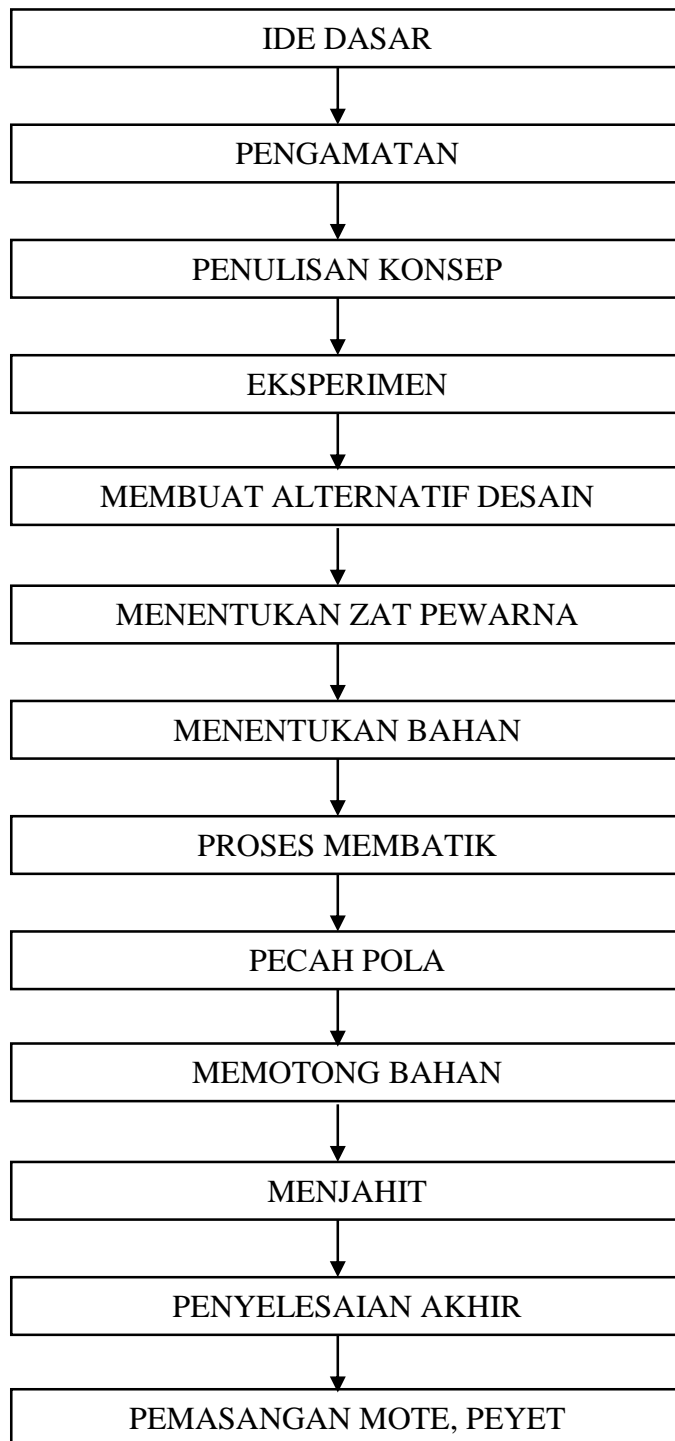 IDE DASAR
PENGAMATAN
PENULISAN KONSEP
EKSPERIMEN
MEMBUAT ALTERNATIF DESAIN
MENENTUKAN ZAT PEWARNA
MENENTUKAN BAHAN
PROSES MEMBATIK
PECAH POLA
MEMOTONG BAHAN
MENJAHIT
PENYELESAIAN AKHIR
PEMASANGAN MOTE, PEYET